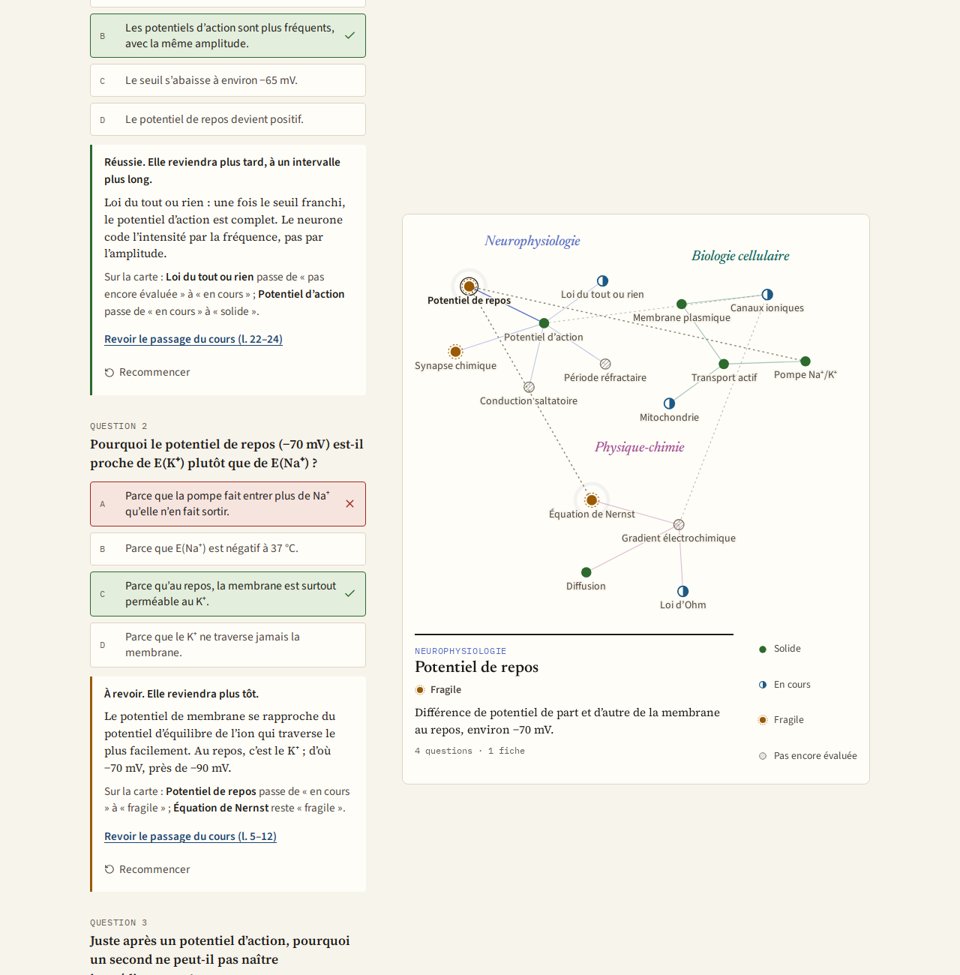 B
Les potentiels d’action sont plus fréquents,
avec la même amplitude.
C
Le seuil s’abaisse à environ −65 mV.
D
Le potentiel de repos devient positif.
Réussie. Elle reviendra plus tard, à un intervalle
plus long.
Loi du tout ou rien : une fois le seuil franchi,
le potentiel d’action est complet. Le neurone
code l’intensité par la fréquence, pas par
l’amplitude.
Sur la carte : Loi du tout ou rien passe de « pas
encore évaluée » à « en cours » ; Potentiel d’action
passe de « en cours » à « solide ».
Revoir le passage du cours (l. 22–24)
Recommencer
QUESTION 2
Pourquoi le potentiel de repos (−70 mV) est-il
proche de E(K⁺) plutôt que de E(Na⁺) ?
A
Parce que la pompe fait entrer plus de Na⁺
qu’elle n’en fait sortir.
B
Parce que E(Na⁺) est négatif à 37 °C.
C
Parce qu’au repos, la membrane est surtout
perméable au K⁺.
D
Parce que le K⁺ ne traverse jamais la
membrane.
À revoir. Elle reviendra plus tôt.
Le potentiel de membrane se rapproche du
potentiel d’équilibre de l’ion qui traverse le
plus facilement. Au repos, c’est le K⁺ ; d’où
−70 mV, près de −90 mV.
Sur la carte : Potentiel de repos passe de « en cours
» à « fragile » ; Équation de Nernst reste « fragile ».
Revoir le passage du cours (l. 5–12)
Recommencer
QUESTION 3
Juste après un potentiel d’action, pourquoi
un second ne peut-il pas naître
Neurophysiologie
Biologie cellulaire
Potentiel de repos
Loi du tout ou rien
Canaux ioniques
Membrane plasmique
Potentiel d’action
Synapse chimique
Période réfractaire
Transport actif
Pompe Na⁺/K⁺
Conduction saltatoire
Mitochondrie
Physique-chimie
Équation de Nernst
Gradient électrochimique
Diffusion
Loi d’Ohm
NEUROPHYSIOLOGIE
Potentiel de repos
Fragile
Différence de potentiel de part et d’autre de la membrane
au repos, environ −70 mV.
4 questions · 1 fiche
Solide
En cours
Fragile
Pas encore évaluée